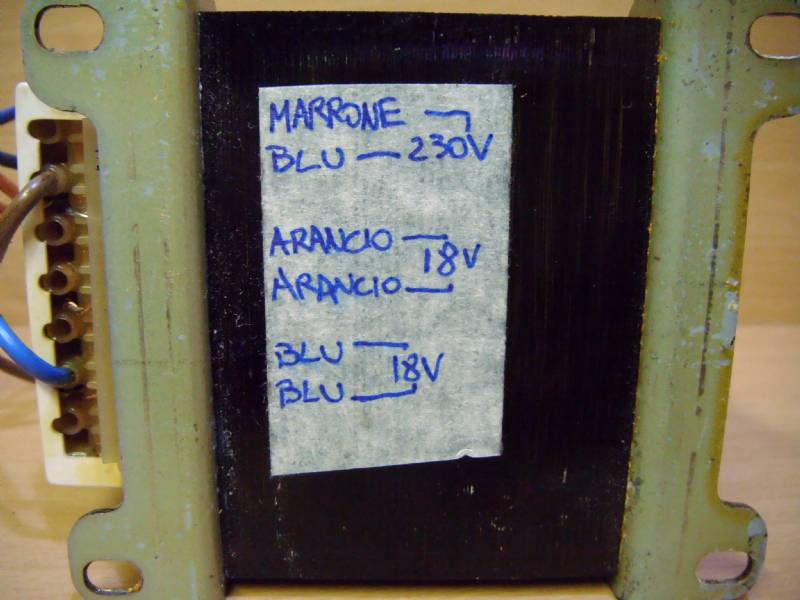 MARRONE
BLU — 230V
ARANCIO
18V
ARANCIO
BLU
18V
BLU